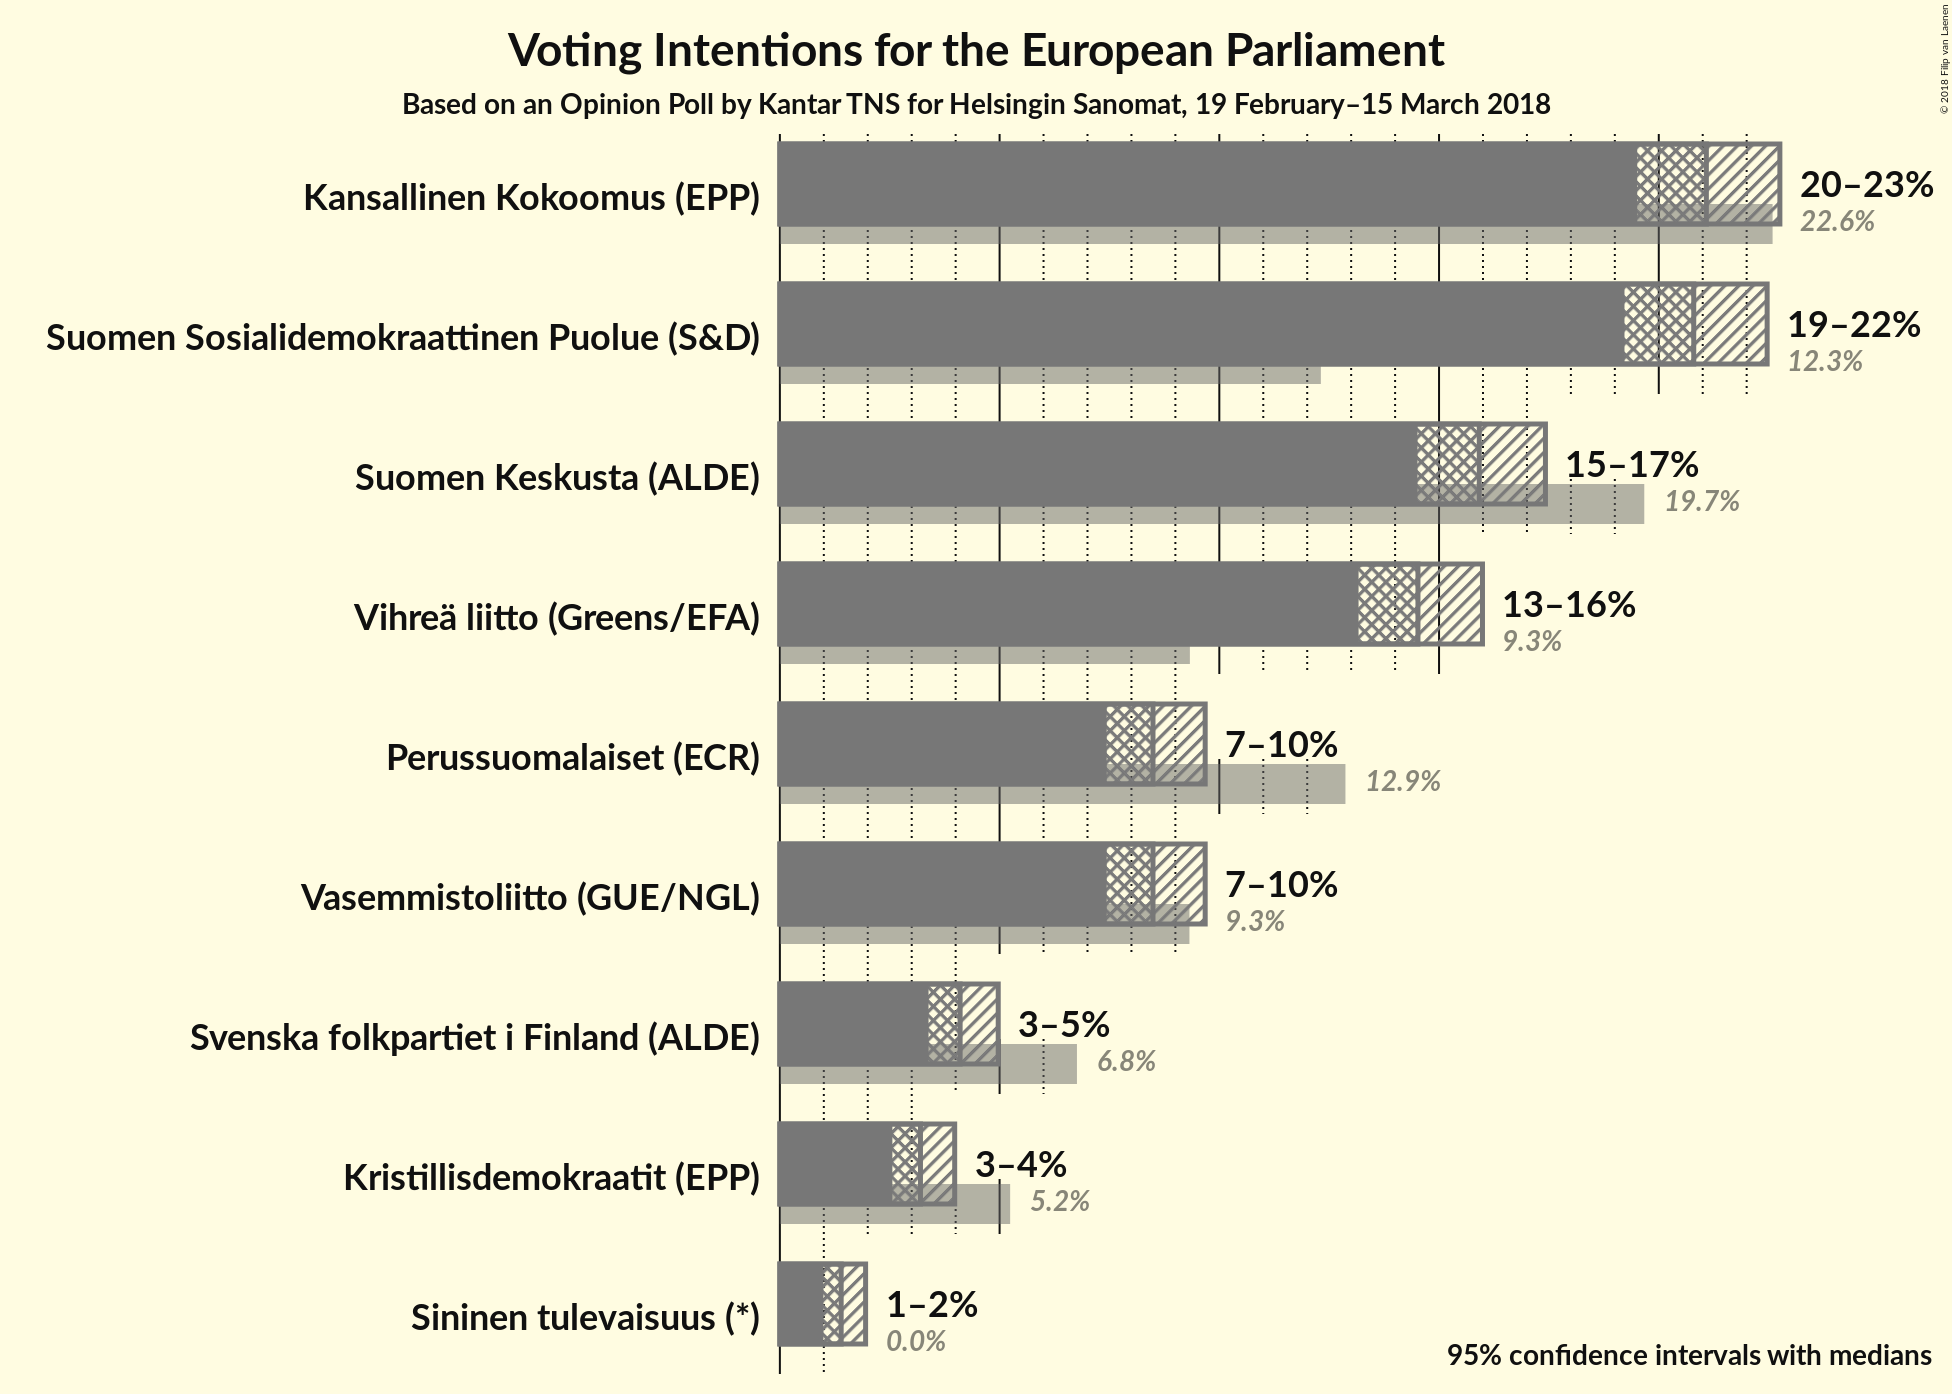 Voting Intentions for the European Parliament
Based on an Opinion Poll by Kantar TNS for Helsingin Sanomat, 19 February–15 March 2018
© 2018 Filip van Laenen
Kansallinen Kokoomus (EPP)
20–23%
22.6%
Suomen Sosialidemokraattinen Puolue (S&D)
19–22%
12.3%
Suomen Keskusta (ALDE)
15–17%
19.7%
Vihreä liitto (Greens/EFA)
13–16%
9.3%
Perussuomalaiset (ECR)
7–10%
12.9%
Vasemmistoliitto (GUE/NGL)
7–10%
9.3%
Svenska folkpartiet i Finland (ALDE)
3–5%
6.8%
Kristillisdemokraatit (EPP)
3–4%
5.2%
Sininen tulevaisuus (*)
1–2%
0.0%
95% confidence intervals with medians